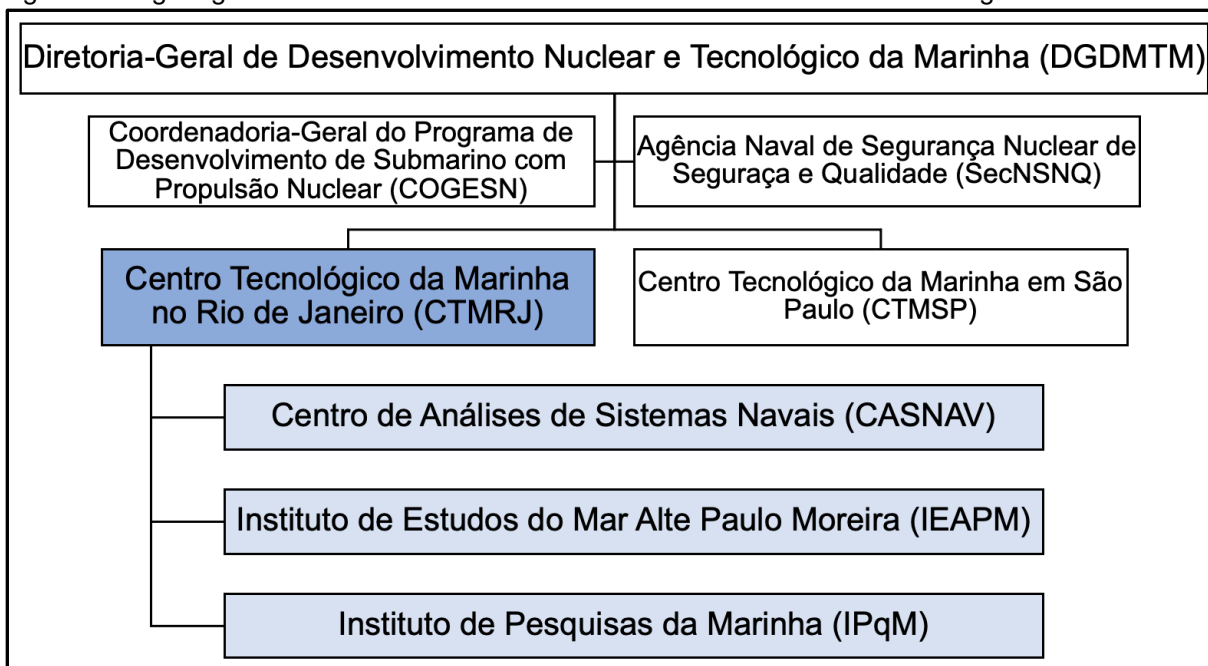 Diretoria-Geral de Desenvolvimento Nuclear e Tecnológico da Marinha (DGDMTM)
Coordenadoria-Geral do Programa de
Desenvolvimento de Submarino com
Propulsão Nuclear (COGESN)
Agência Naval de Segurança Nuclear de
Seguraça e Qualidade (SecNSNQ)
Centro Tecnológico da Marinha
no Rio de Janeiro (CTMRJ)
Centro Tecnológico da Marinha em São
Paulo (CTMSP)
Centro de Análises de Sistemas Navais (CASNAV)
Instituto de Estudos do Mar Alte Paulo Moreira (IEAPM)
Instituto de Pesquisas da Marinha (IPqM)